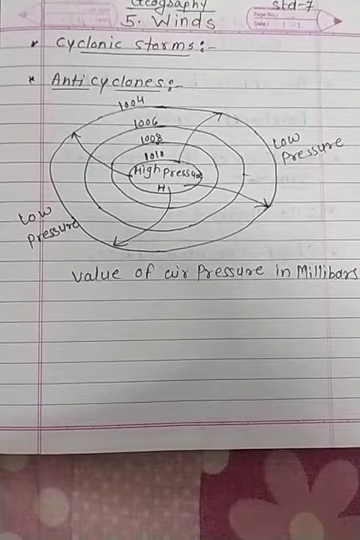 Geography
Std-7
Page No.:
Date:
5. Winds
* Cyclonic storms:-
* Anti cyclones:-
1004
1006
1008
1010
High Pressure
H
Low Pressure
Low Pressure
Value of air Pressure in Millibars